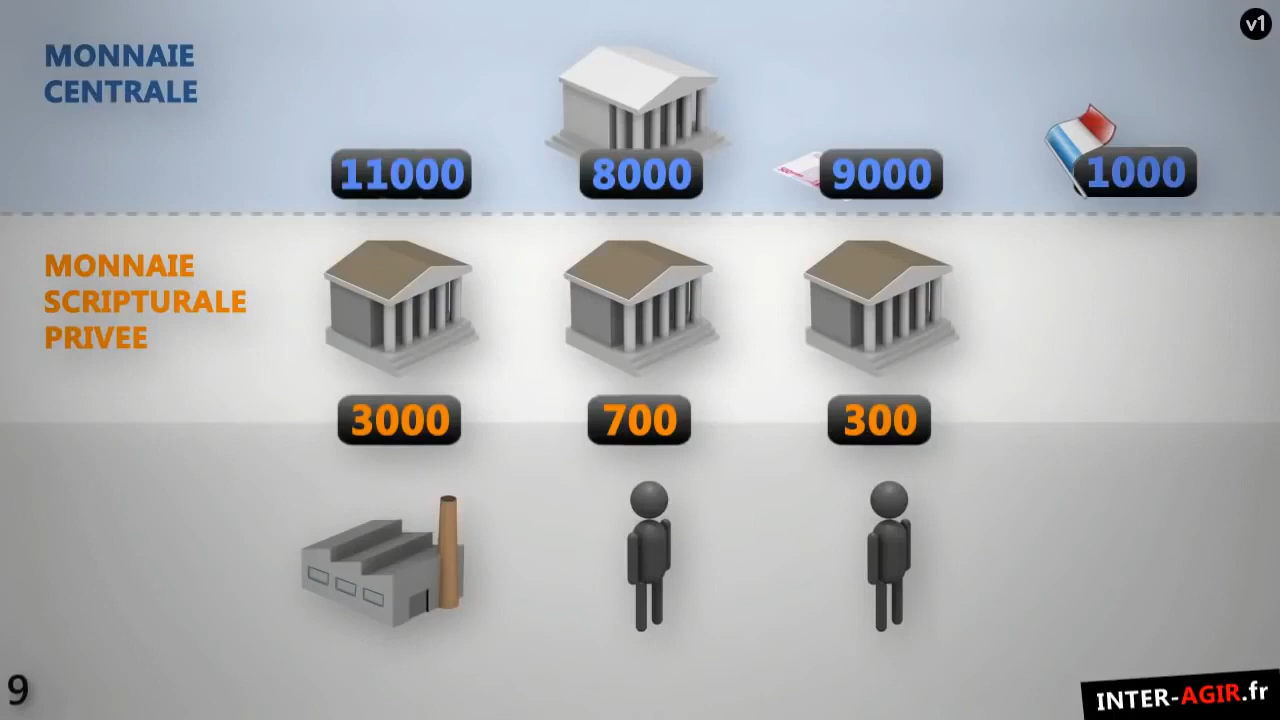 v1
MONNAIE
CENTRALE
11000 8000 9000 1000
MONNAIE
SCRIPTURALE
PRIVEE
3000 700 300
9
INTER-AGIR.fr